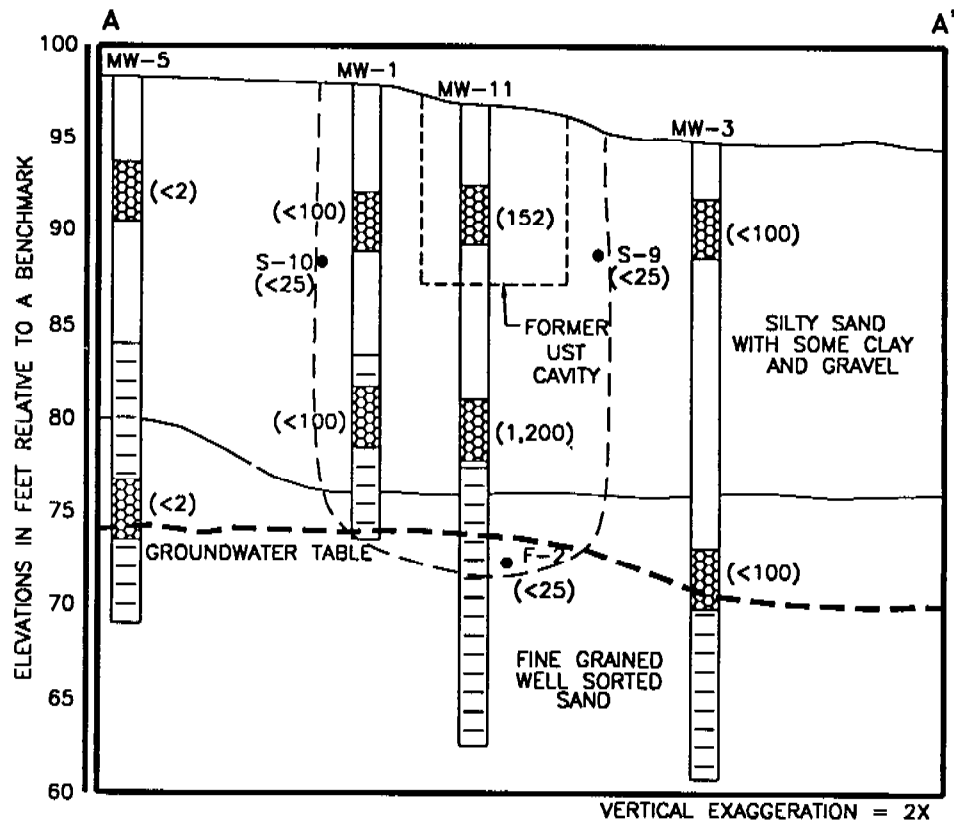 A
A'
100
MW-5
MW-1
MW-11
MW-3
95
(<2)
(<100)
(152)
(<100)
90
S-10
(<25)
S-9
(<25)
85
FORMER
UST
CAVITY
SILTY SAND
WITH SOME CLAY
AND GRAVEL
80
(<100)
(1,200)
75
(<2)
GROUNDWATER TABLE
F-2
(<25)
(<100)
70
FINE GRAINED
WELL SORTED
SAND
65
60
ELEVATIONS IN FEET RELATIVE TO A BENCHMARK
VERTICAL EXAGGERATION = 2X